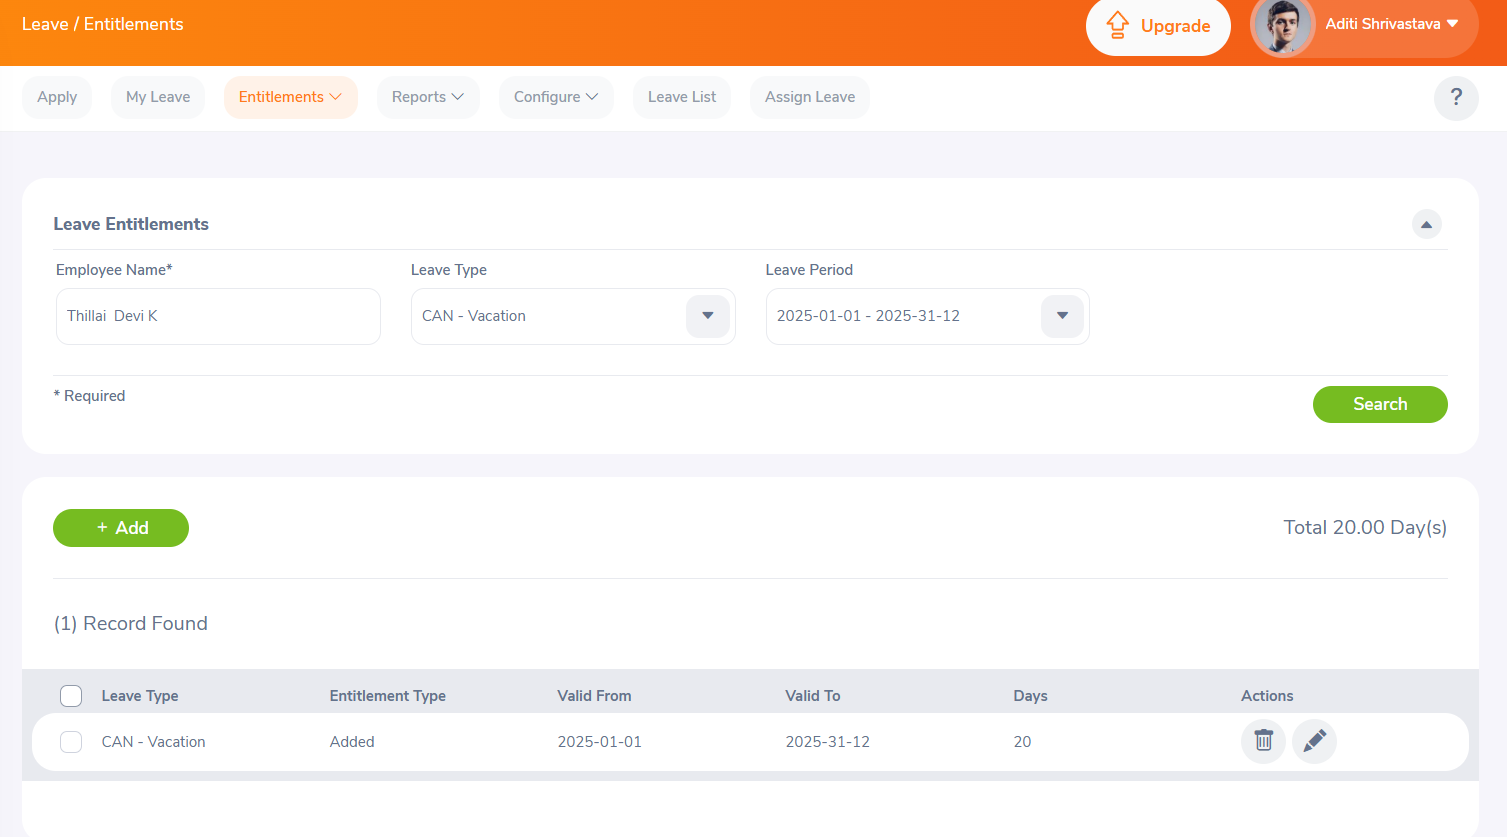 Leave / Entitlements
Upgrade
Aditi Shrivastava
Apply
My Leave
Entitlements
Reports
Configure
Leave List
Assign Leave
?
Leave Entitlements
Employee Name*
Leave Type
Leave Period
Thillai  Devi K
CAN - Vacation
2025-01-01 - 2025-31-12
* Required
Search
+ Add
Total 20.00 Day(s)
(1) Record Found
Leave Type Entitlement Type Valid From Valid To Days Actions
CAN - Vacation Added 2025-01-01 2025-31-12 20